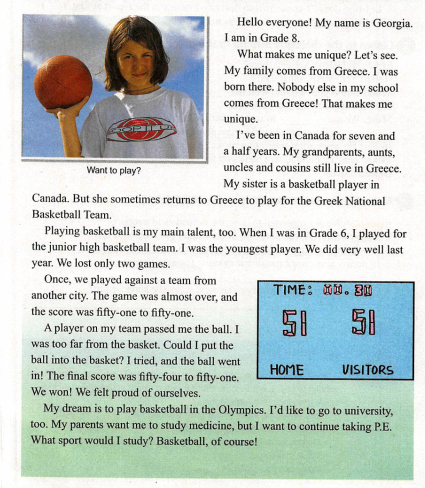 Hello everyone! My name is Georgia.
I am in Grade 8.
What makes me unique? Let's see.
My family comes from Greece. I was
born there. Nobody else in my school
comes from Greece! That makes me
unique.
I've been in Canada for seven and
a half years. My grandparents, aunts,
uncles and cousins still live in Greece.
My sister is a basketball player in
Canada. But she sometimes returns to Greece to play for the Greek National
Basketball Team.
Want to play?
Playing basketball is my main talent, too. When I was in Grade 6, I played for
the junior high basketball team. I was the youngest player. We did very well last
year. We lost only two games.
Once, we played against a team from
another city. The game was almost over, and
the score was fifty-one to fifty-one.
A player on my team passed me the ball. I
was too far from the basket. Could I put the
ball into the basket? I tried, and the ball went
in! The final score was fifty-four to fifty-one.
We won! We felt proud of ourselves.
TIME: 00.30
51 51
HOME VISITORS
My dream is to play basketball in the Olympics. I'd like to go to university,
too. My parents want me to study medicine, but I want to continue taking P.E.
What sport would I study? Basketball, of course!